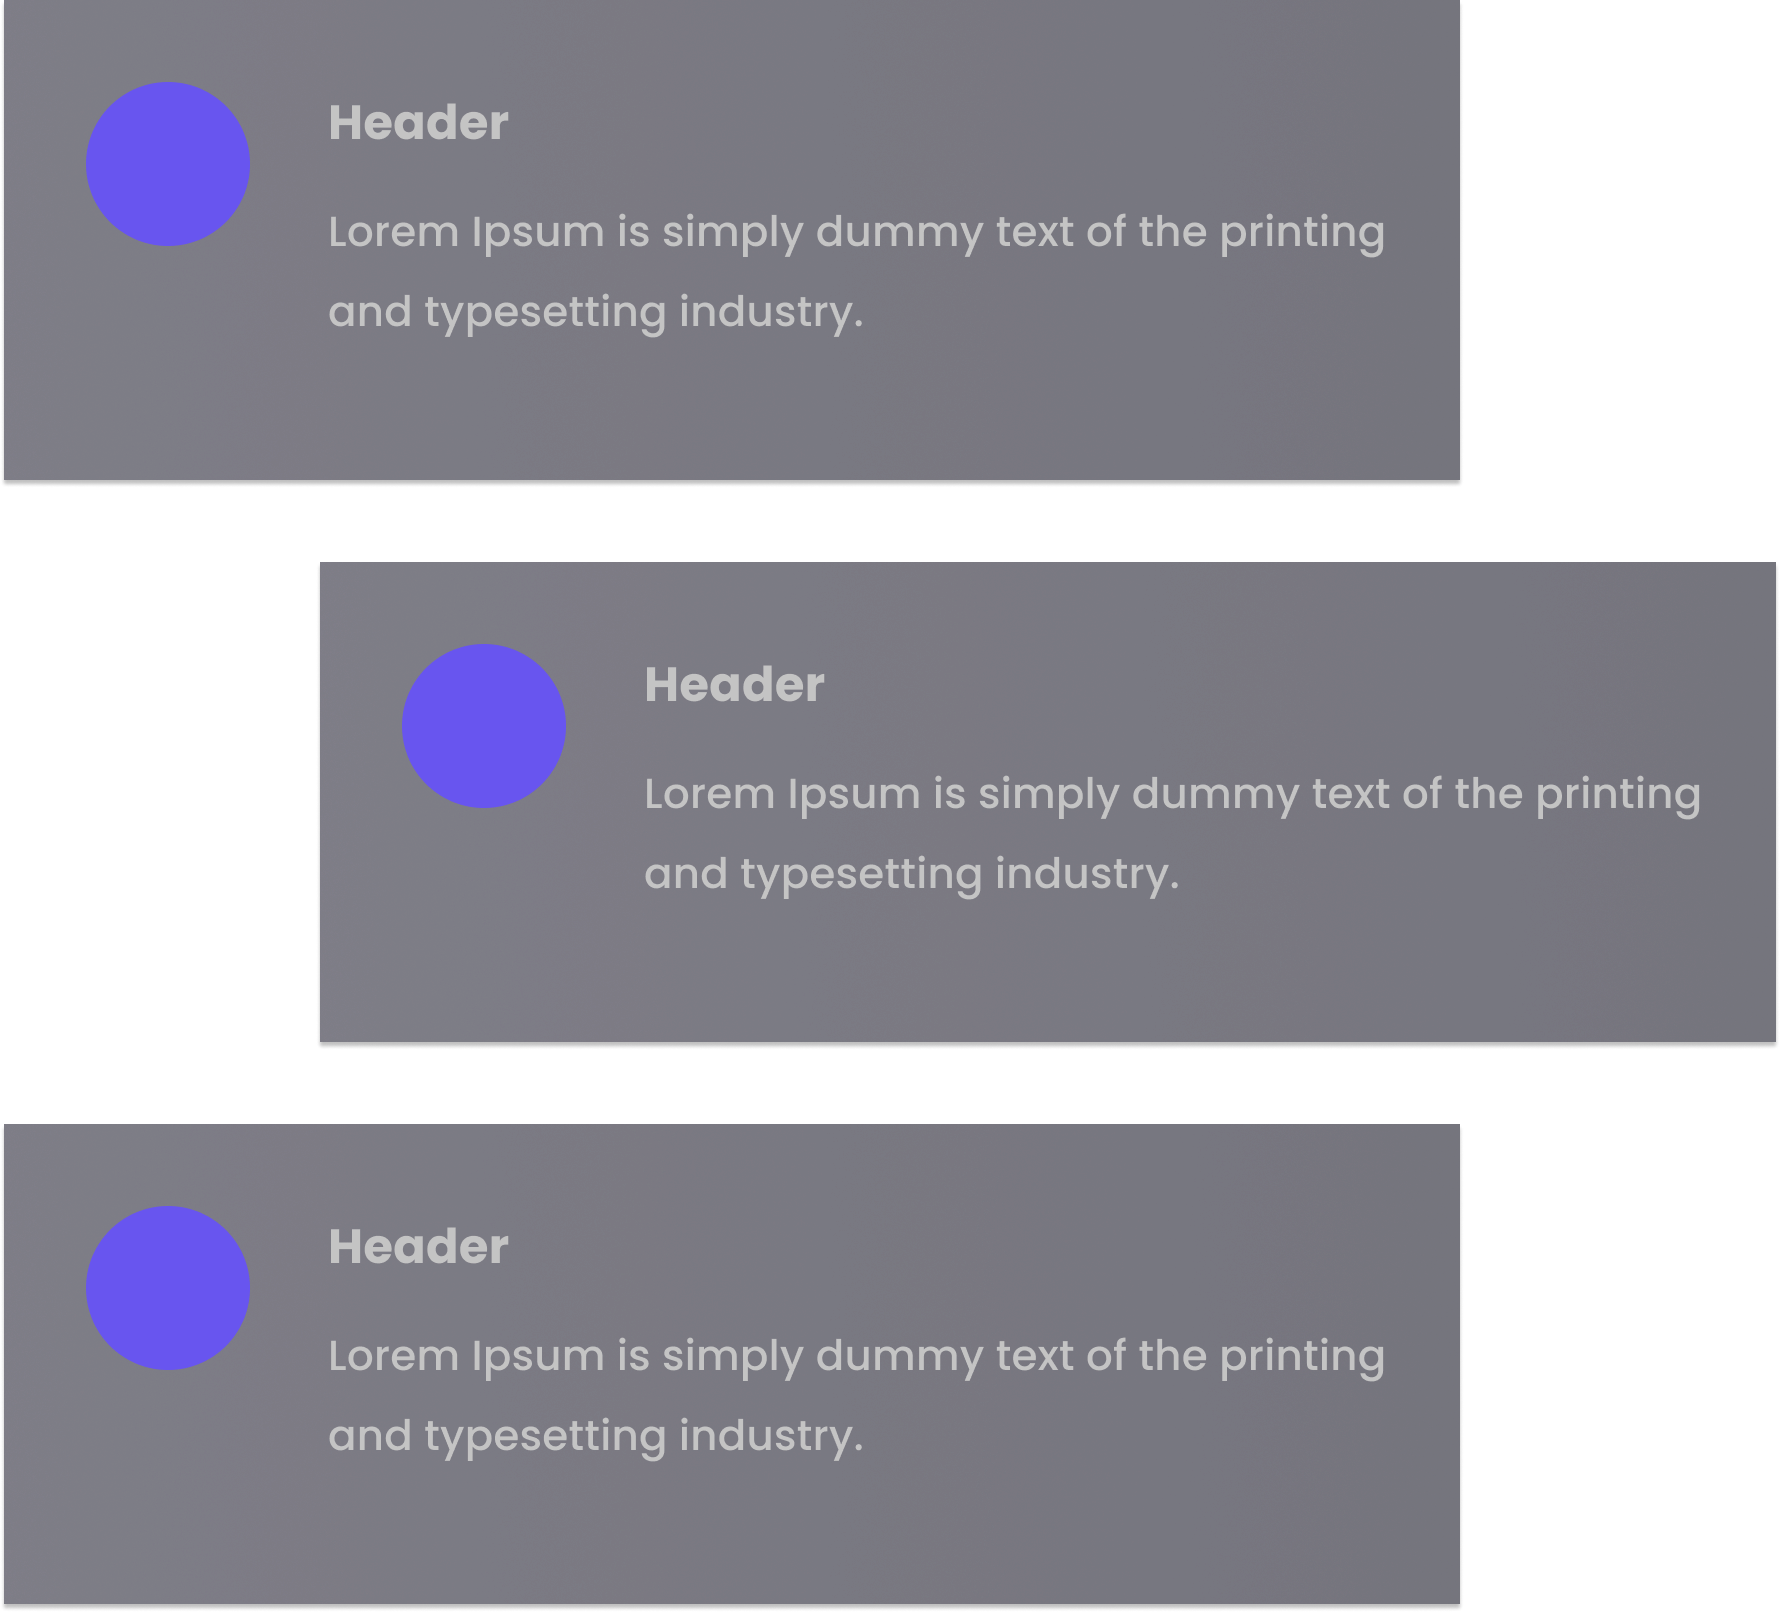 Header
Lorem Ipsum is simply dummy text of the printing
and typesetting industry.
Header
Lorem Ipsum is simply dummy text of the printing
and typesetting industry.
Header
Lorem Ipsum is simply dummy text of the printing
and typesetting industry.